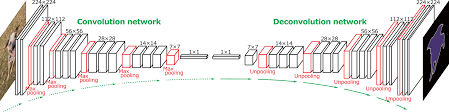 224×224
112×112
56×56
28×28
14×14
7×7
1×1
Convolution network
Max pooling
Max pooling
Max pooling
Max pooling
Max pooling
Deconvolution network
1×1
7×7
14×14
28×28
56×56
112×112
224×224
Unpooling
Unpooling
Unpooling
Unpooling
Unpooling